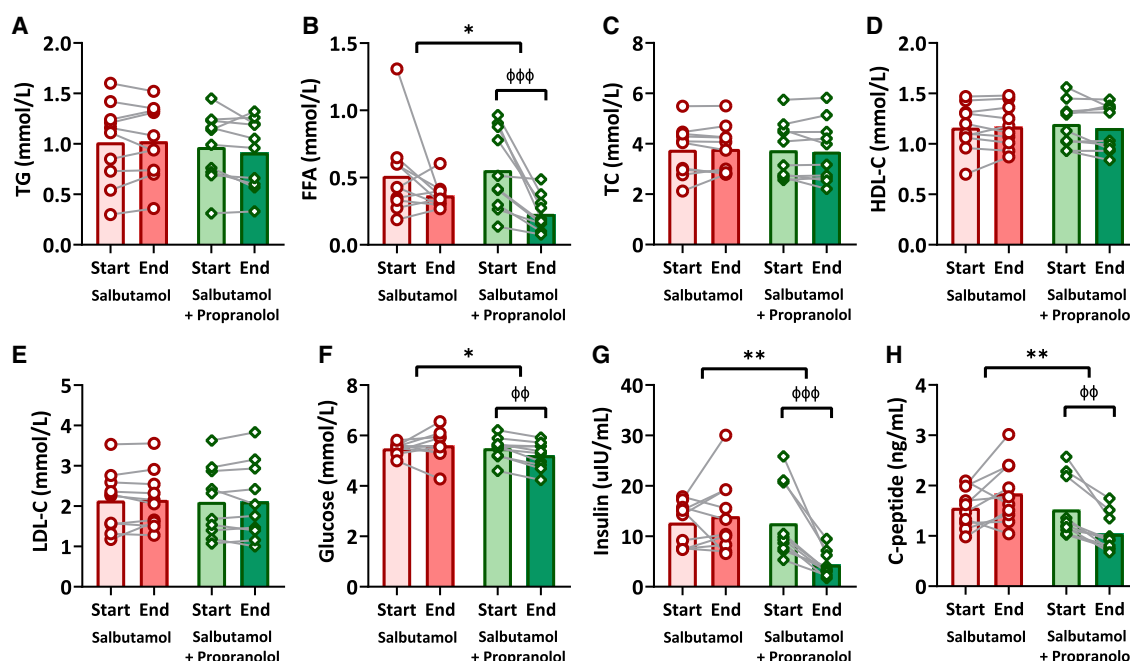 A
TG (mmol/L)
2.0
1.5
1.0
0.5
0.0
Start End Start End
Salbutamol Salbutamol
+ Propranolol
B
FFA (mmol/L)
1.5
1.0
0.5
0.0
*
ϕϕϕ
Start End Start End
Salbutamol Salbutamol
+ Propranolol
C
TC (mmol/L)
8
6
4
2
0
Start End Start End
Salbutamol Salbutamol
+ Propranolol
D
HDL-C (mmol/L)
2.0
1.5
1.0
0.5
0.0
Start End Start End
Salbutamol Salbutamol
+ Propranolo
E
LDL-C (mmol/L)
5
4
3
2
1
0
Start End Start End
Salbutamol Salbutamol
+ Propranolol
F
Glucose (mmol/L)
8
6
4
2
0
*
ϕϕ
Start End Start End
Salbutamol Salbutamol
+ Propranolol
G
Insulin (uIU/mL)
40
30
20
10
0
**
ϕϕϕ
Start End Start End
Salbutamol Salbutamol
+ Propranolol
H
C-peptide (ng/mL)
4
3
2
1
0
**
ϕϕ
Start End Start End
Salbutamol Salbutamol
+ Propranolo